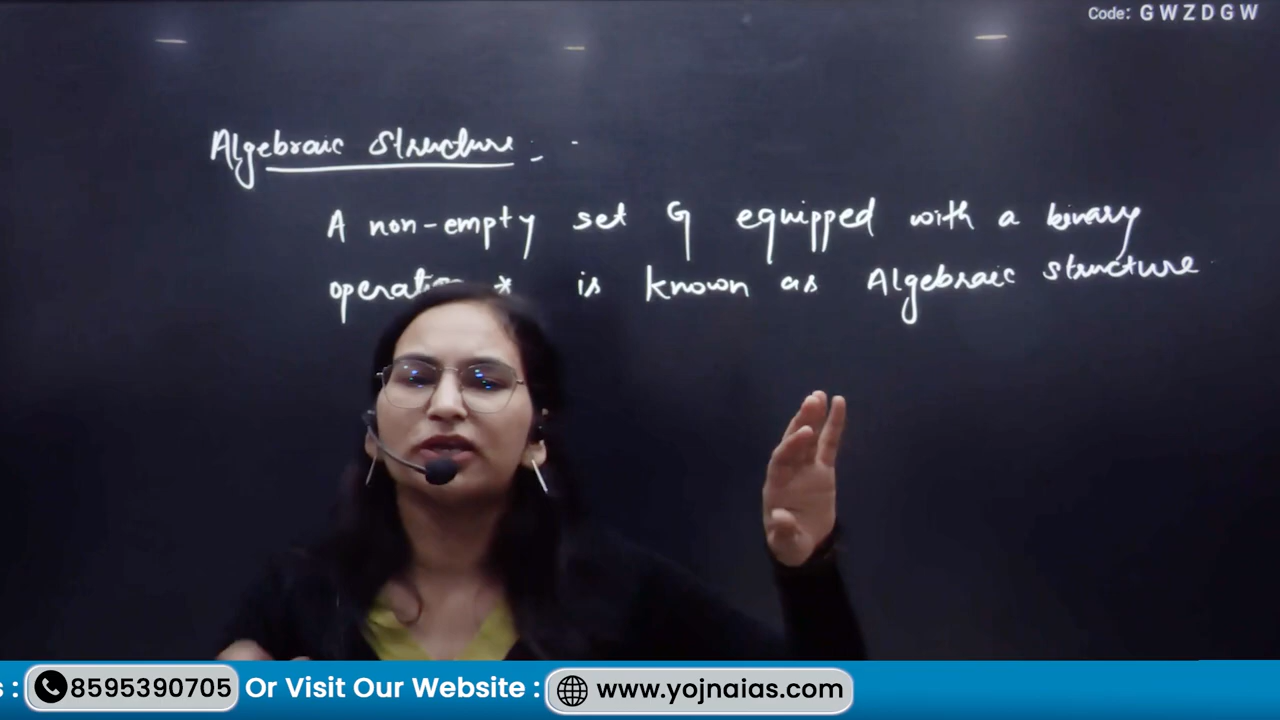 Code: GWZDGW
Algebraic Structure :-
A non-empty set G equipped with a binary
operation * is known as Algebraic structure
s : 8595390705 Or Visit Our Website : www.yojnaias.com